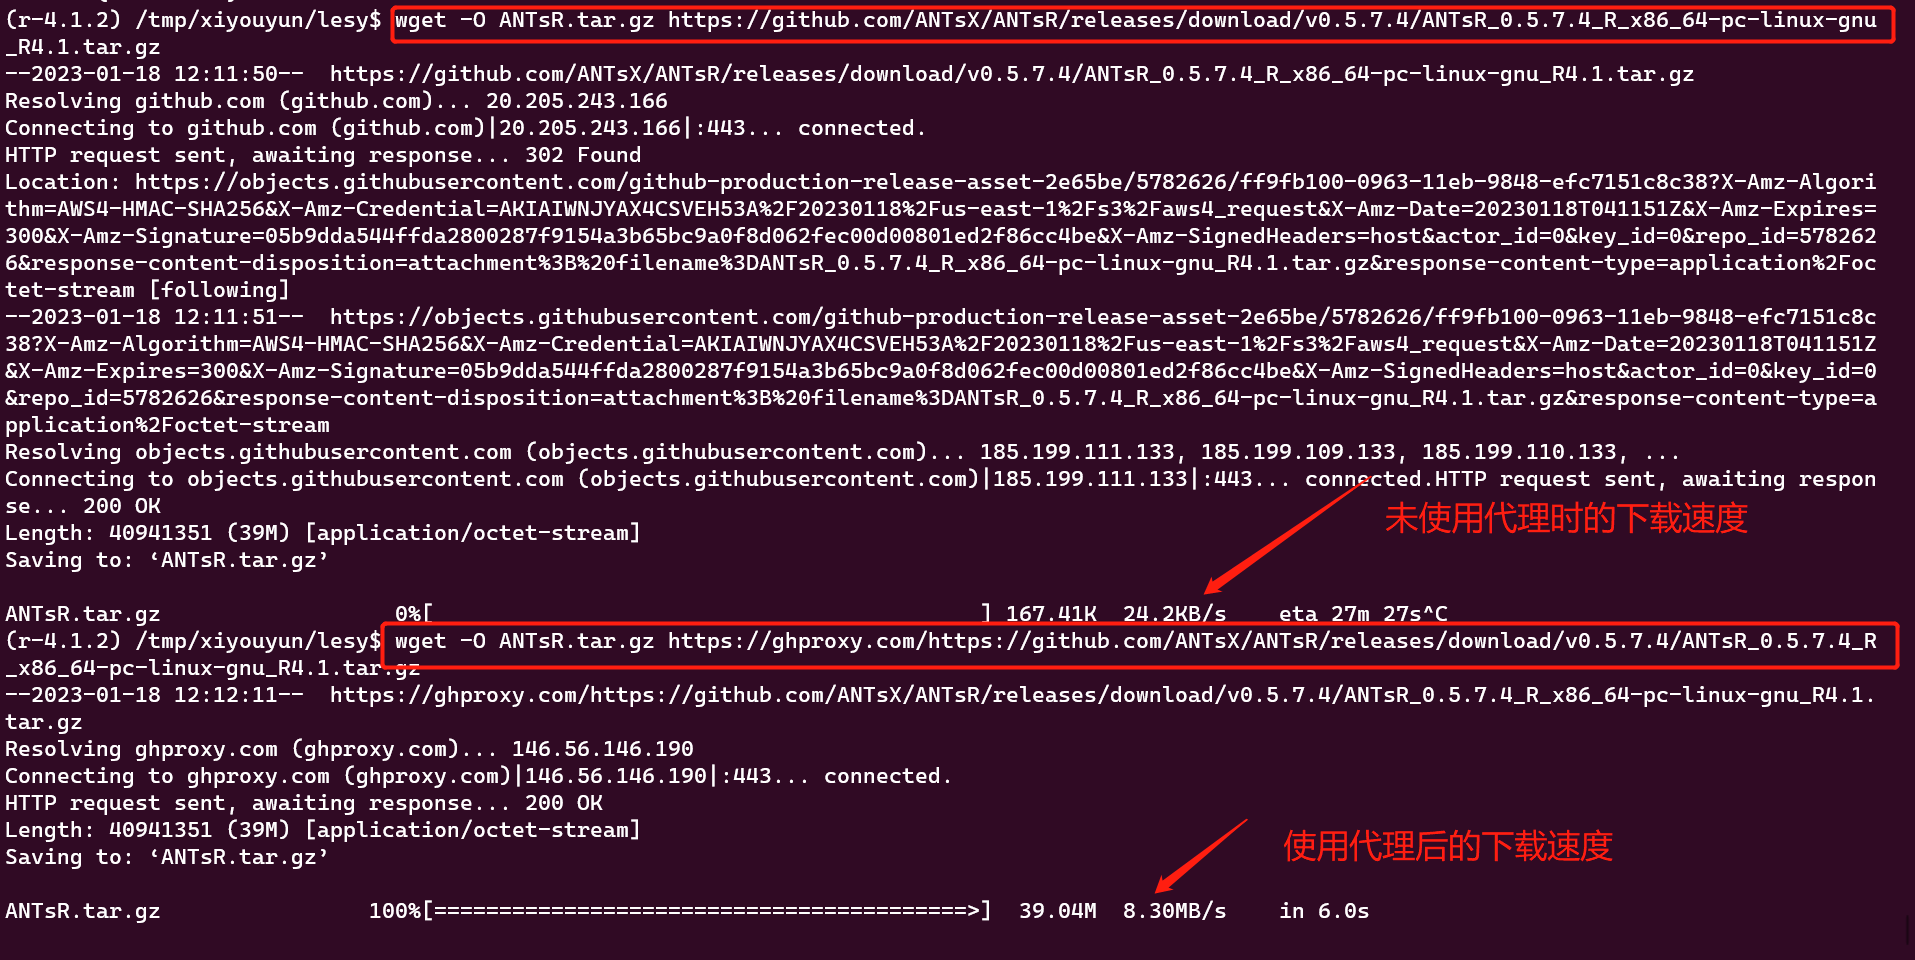 (r-4.1.2) /tmp/xiyouyun/lesy$ wget -O ANTsR.tar.gz https://github.com/ANTsX/ANTsR/releases/download/v0.5.7.4/ANTsR_0.5.7.4_R_x86_64-pc-linux-gnu
_R4.1.tar.gz
--2023-01-18 12:11:50--  https://github.com/ANTsX/ANTsR/releases/download/v0.5.7.4/ANTsR_0.5.7.4_R_x86_64-pc-linux-gnu_R4.1.tar.gz
Resolving github.com (github.com)... 20.205.243.166
Connecting to github.com (github.com)|20.205.243.166|:443... connected.
HTTP request sent, awaiting response... 302 Found
Location: https://objects.githubusercontent.com/github-production-release-asset-2e65be/5782626/ff9fb100-0963-11eb-9848-efc7151c8c38?X-Amz-Algori
thm=AWS4-HMAC-SHA256&X-Amz-Credential=AKIAIWNJYAX4CSVEH53A%2F20230118%2Fus-east-1%2Fs3%2Faws4_request&X-Amz-Date=20230118T041151Z&X-Amz-Expires=
300&X-Amz-Signature=05b9dda544ffda2800287f9154a3b65bc9a0f8d062fec00d00801ed2f86cc4be&X-Amz-SignedHeaders=host&actor_id=0&key_id=0&repo_id=578262
6&response-content-disposition=attachment%3B%20filename%3DANTsR_0.5.7.4_R_x86_64-pc-linux-gnu_R4.1.tar.gz&response-content-type=application%2Foc
tet-stream [following]
--2023-01-18 12:11:51--  https://objects.githubusercontent.com/github-production-release-asset-2e65be/5782626/ff9fb100-0963-11eb-9848-efc7151c8c
38?X-Amz-Algorithm=AWS4-HMAC-SHA256&X-Amz-Credential=AKIAIWNJYAX4CSVEH53A%2F20230118%2Fus-east-1%2Fs3%2Faws4_request&X-Amz-Date=20230118T041151Z
&X-Amz-Expires=300&X-Amz-Signature=05b9dda544ffda2800287f9154a3b65bc9a0f8d062fec00d00801ed2f86cc4be&X-Amz-SignedHeaders=host&actor_id=0&key_id=0
&repo_id=5782626&response-content-disposition=attachment%3B%20filename%3DANTsR_0.5.7.4_R_x86_64-pc-linux-gnu_R4.1.tar.gz&response-content-type=a
pplication%2Foctet-stream
Resolving objects.githubusercontent.com (objects.githubusercontent.com)... 185.199.111.133, 185.199.109.133, 185.199.110.133, ...
Connecting to objects.githubusercontent.com (objects.githubusercontent.com)|185.199.111.133|:443... connected.HTTP request sent, awaiting respon
se... 200 OK
未使用代理时的下载速度
Length: 40941351 (39M) [application/octet-stream]
Saving to: ‘ANTsR.tar.gz’
ANTsR.tar.gz 0%[ ] 167.41K 24.2KB/s eta 27m 27s^C
(r-4.1.2) /tmp/xiyouyun/lesy$ wget -O ANTsR.tar.gz https://ghproxy.com/https://github.com/ANTsX/ANTsR/releases/download/v0.5.7.4/ANTsR_0.5.7.4_R
_x86_64-pc-linux-gnu_R4.1.tar.gz
--2023-01-18 12:12:11--  https://ghproxy.com/https://github.com/ANTsX/ANTsR/releases/download/v0.5.7.4/ANTsR_0.5.7.4_R_x86_64-pc-linux-gnu_R4.1.
tar.gz
Resolving ghproxy.com (ghproxy.com)... 146.56.146.190
Connecting to ghproxy.com (ghproxy.com)|146.56.146.190|:443... connected.
HTTP request sent, awaiting response... 200 OK
Length: 40941351 (39M) [application/octet-stream]
使用代理后的下载速度
Saving to: ‘ANTsR.tar.gz’
ANTsR.tar.gz 100%[=========================================>] 39.04M 8.30MB/s in 6.0s